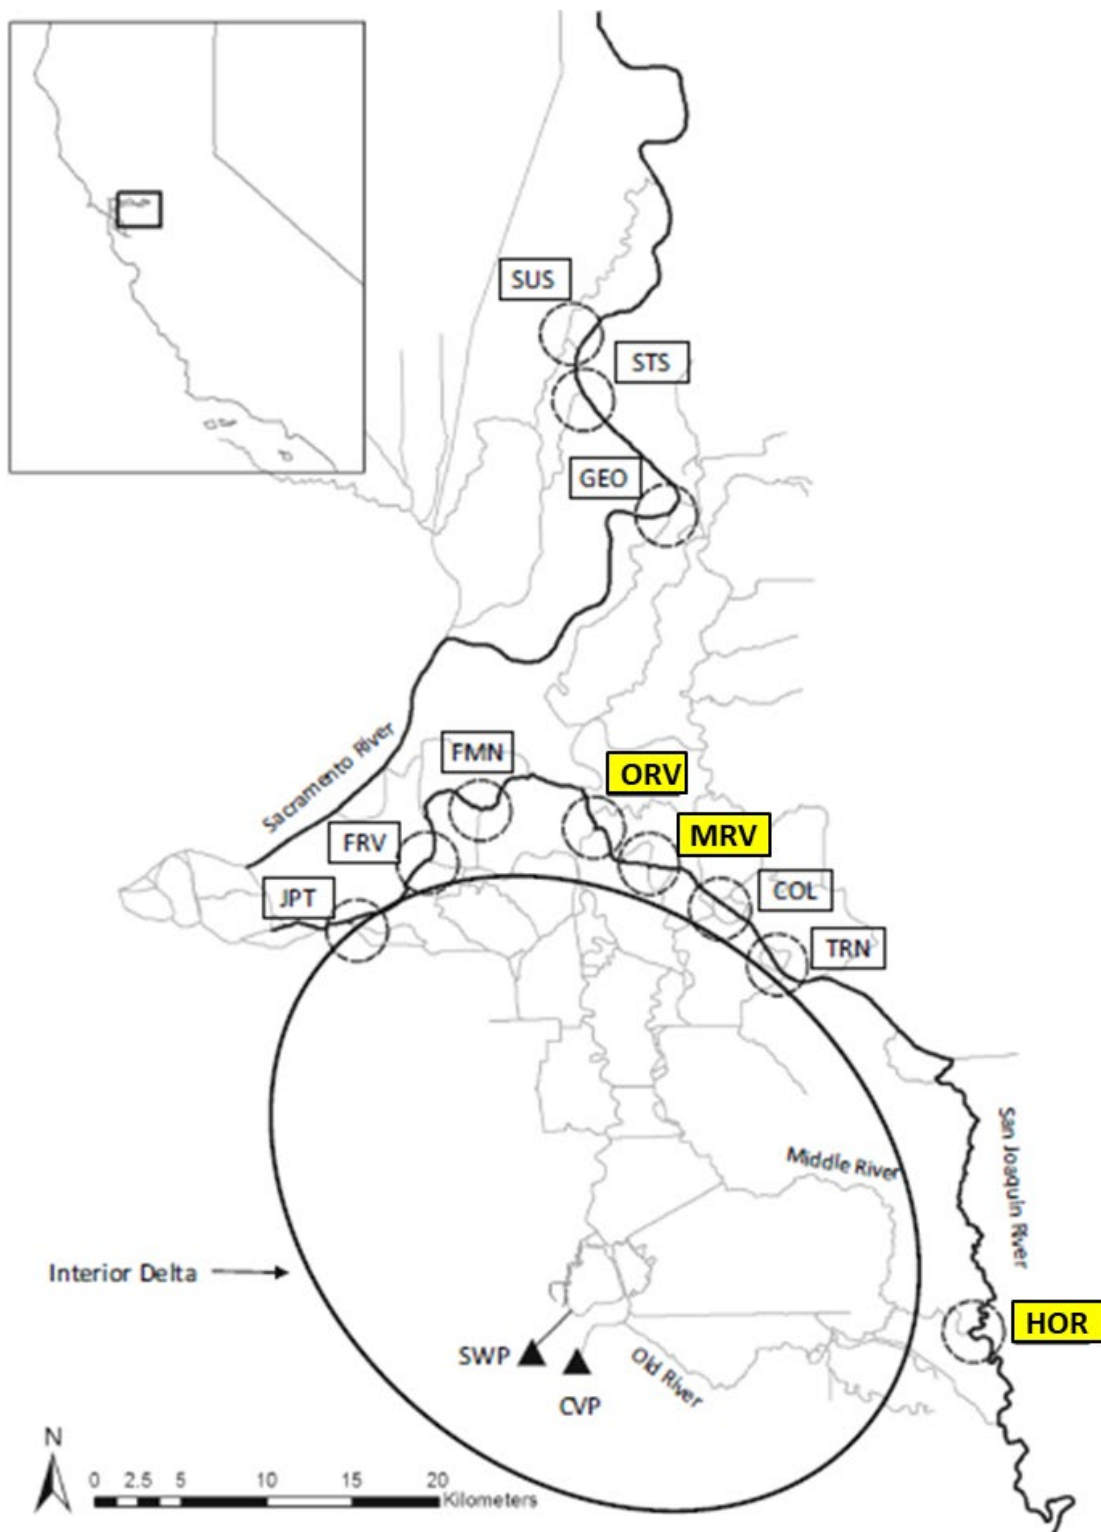 SUS
STS
GEO
Sacramento River
FMN
ORV
FRV
MRV
JPT
COL
TRN
San Joaquin River
Middle River
Interior Delta
HOR
SWP
Old River
CVP
N
0 2.5 5 10 15 20
Kilometers